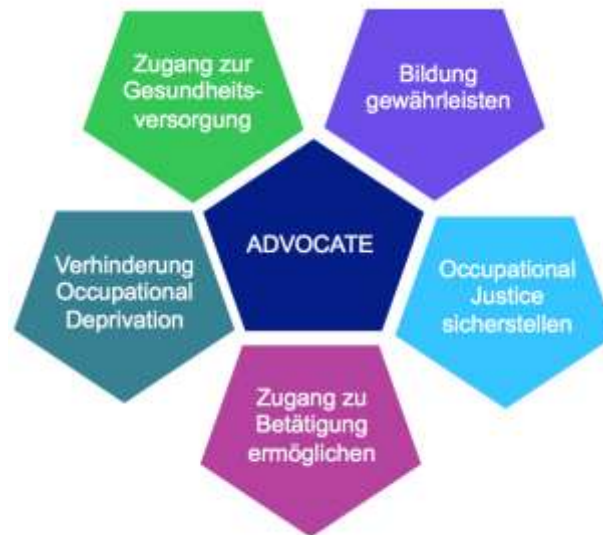 Zugang zur
Gesundheits-
versorgung
Bildung
gewährleisten
ADVOCATE
Verhinderung
Occupational
Deprivation
Occupational
Justice
sicherstellen
Zugang zu
Betätigung
ermöglichen